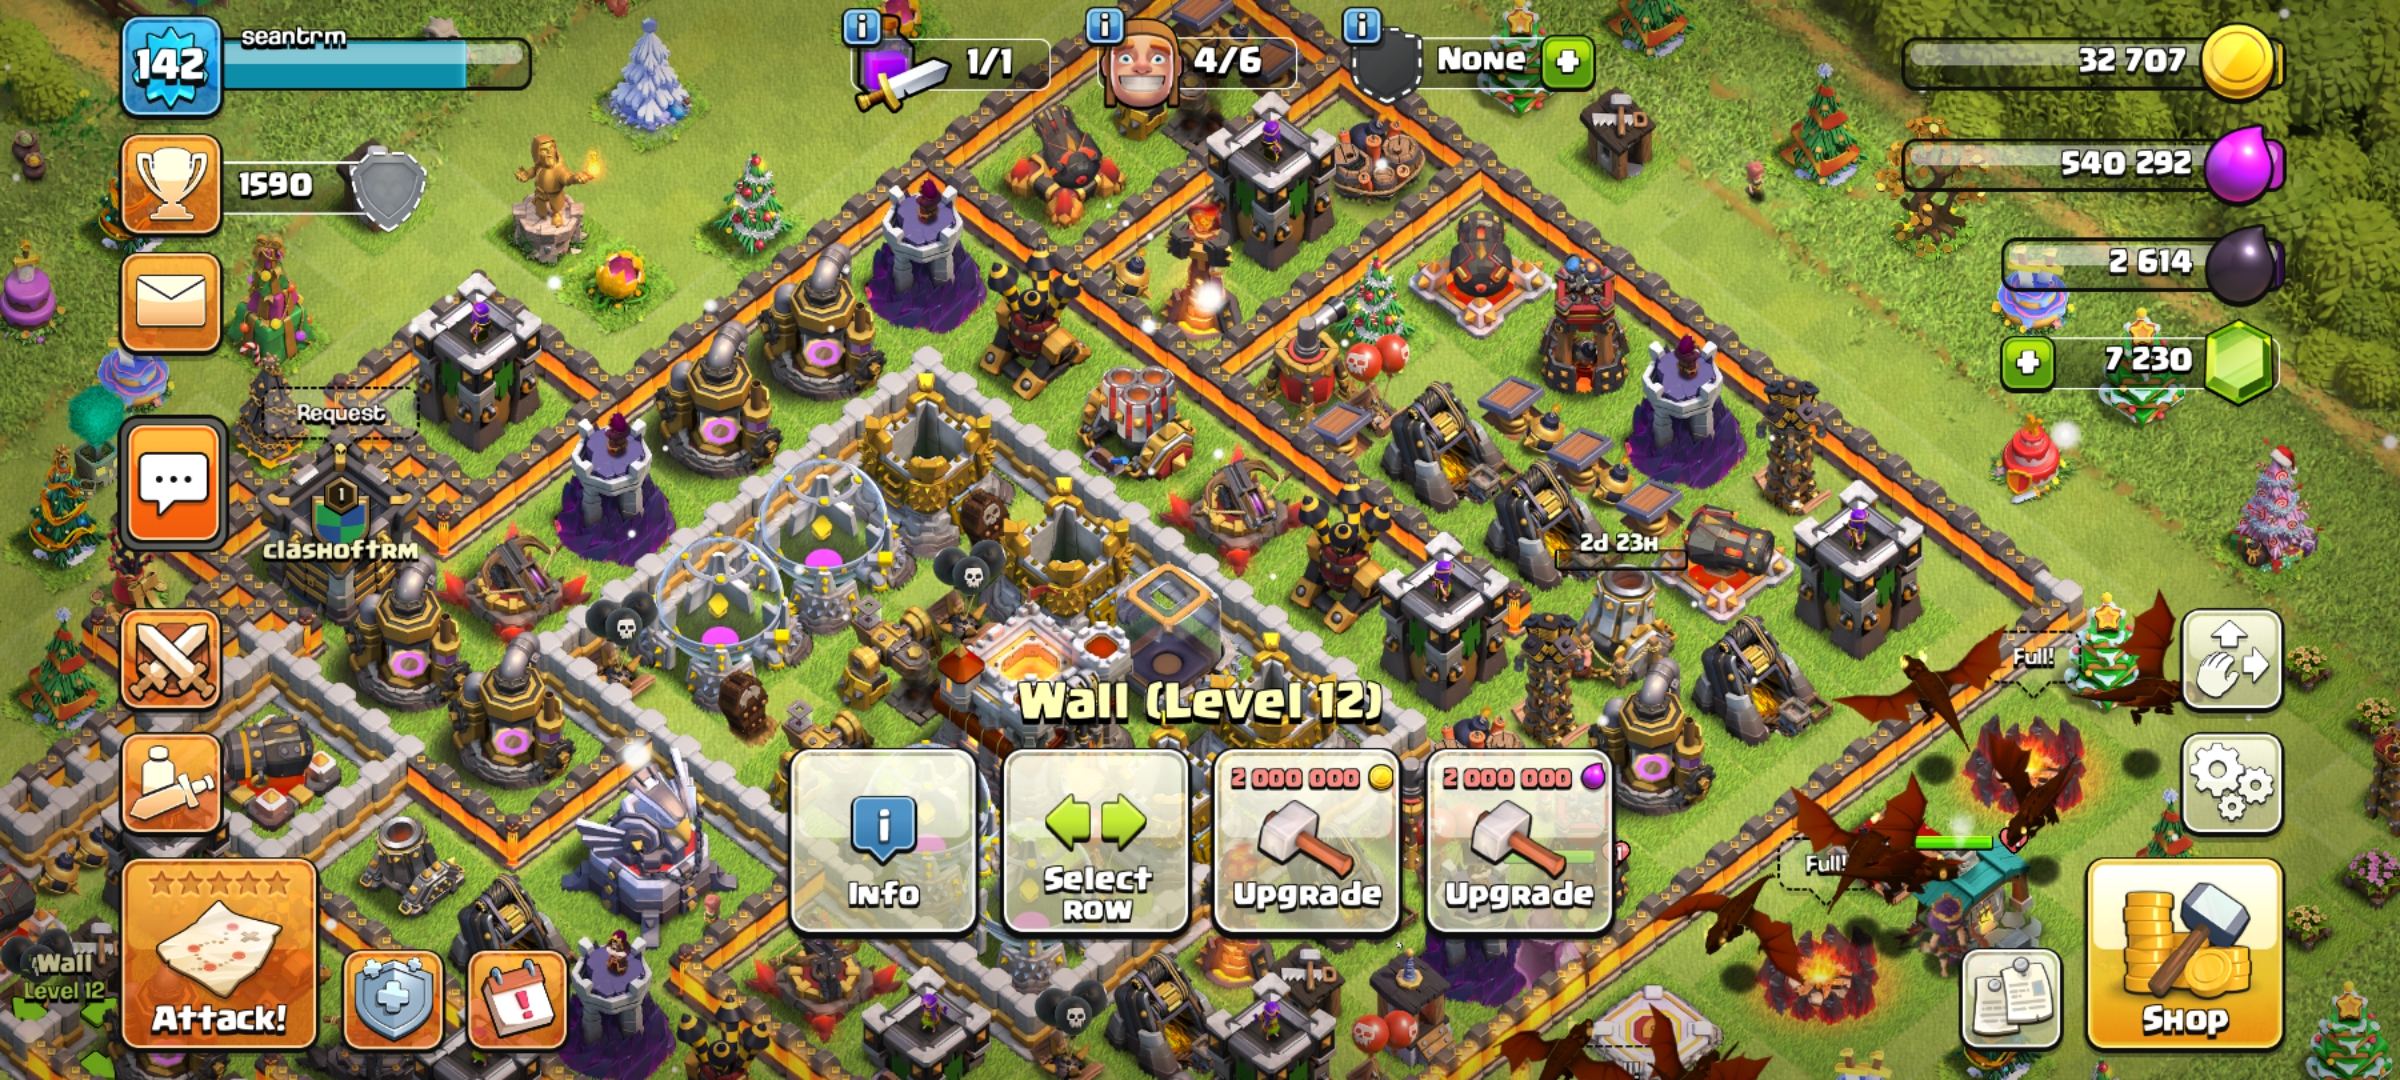 142
seantrm
1/1
4/6
None
32 707
1590
540 292
2 614
7 230
Request
1
clashoftrm
2d 23H
Full!
Wall (Level 12)
2 000 000
2 000 000
Info
Select
row
Upgrade
Upgrade
Full!
Wall
Level 12
Attack!
Shop